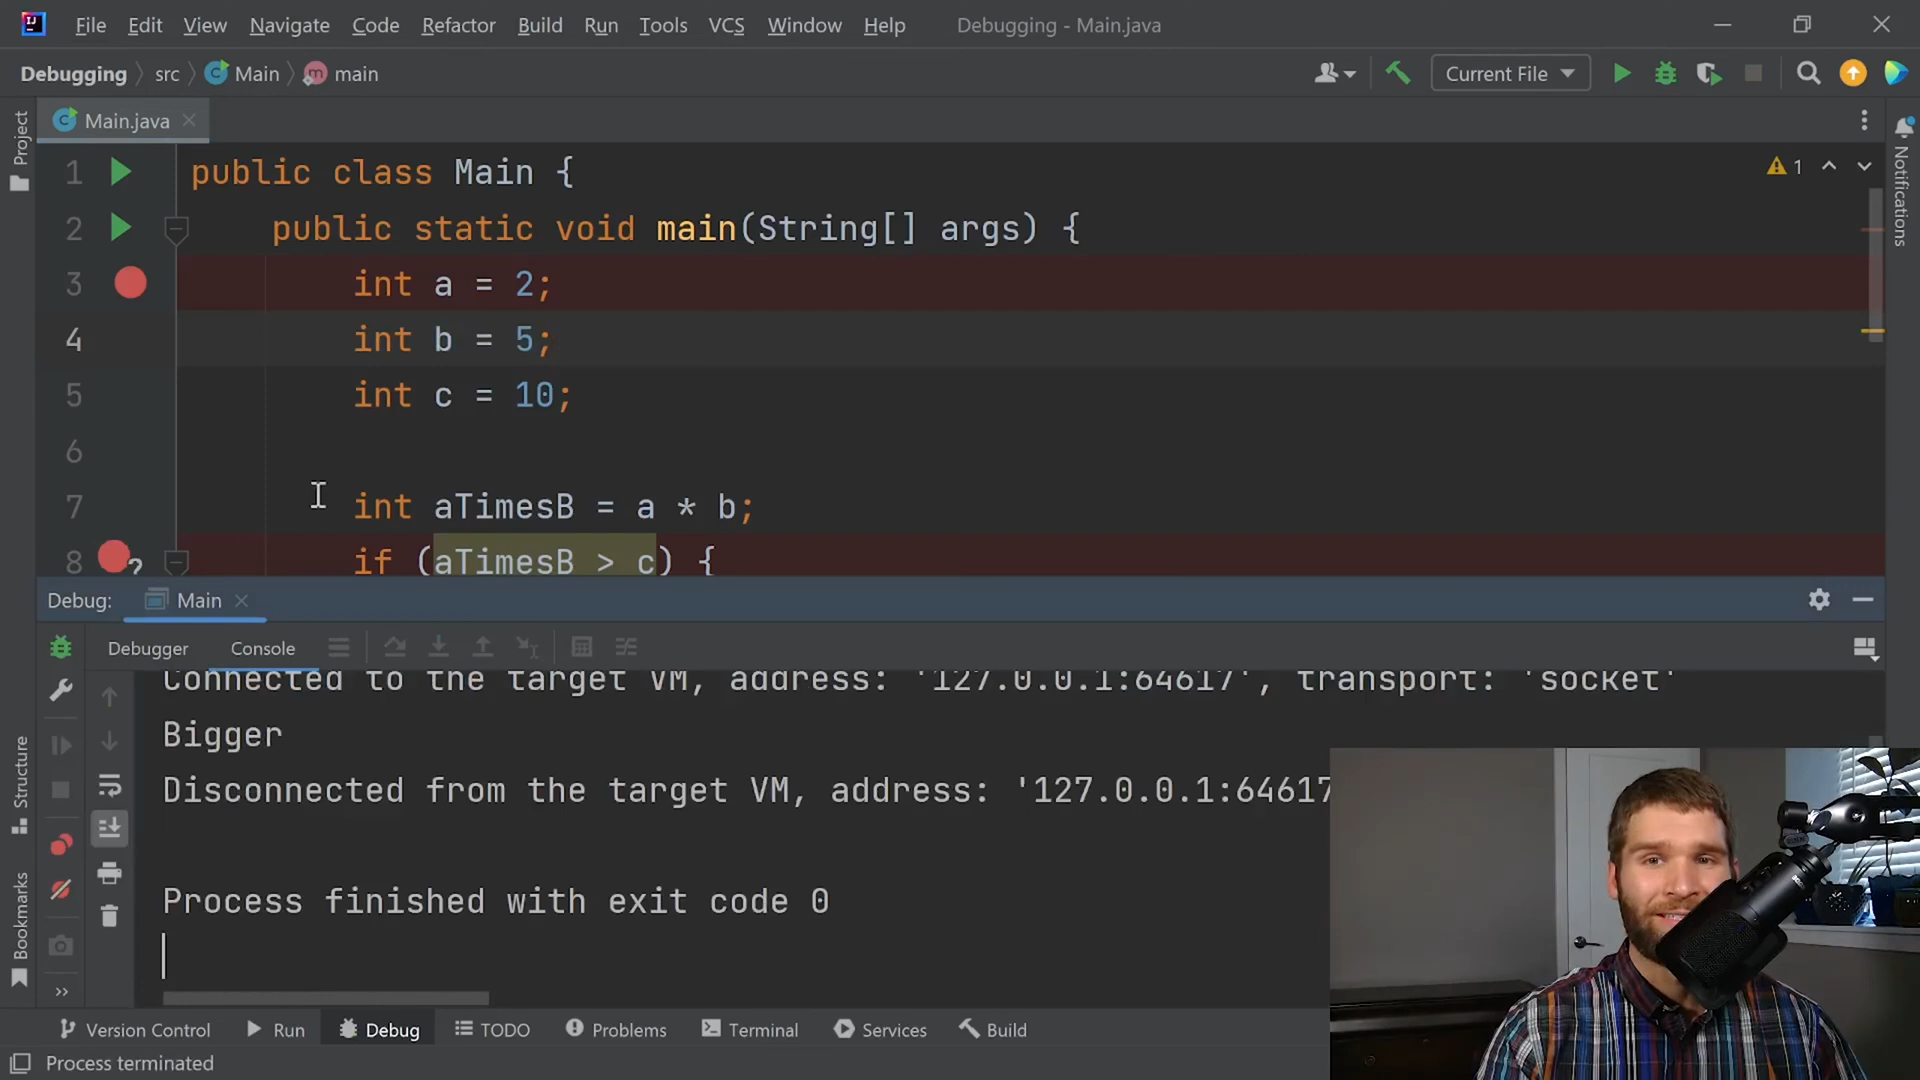 File Edit View Navigate Code Refactor Build Run Tools VCS Window Help Debugging - Main.java
Debugging src Main main Current File
Project
Main.java
Notifications
1 public class Main {
2 public static void main(String[] args) {
3 int a = 2;
4 int b = 5;
5 int c = 10;
6
7 int aTimesB = a * b;
8 if (aTimesB > c) {
1
Debug: Main
Debugger Console
Connected to the target VM, address: '127.0.0.1:64617', transport: 'socket'
Bigger
Disconnected from the target VM, address: '127.0.0.1:64617
Process finished with exit code 0
Structure
Bookmarks
Version Control Run Debug TODO Problems Terminal Services Build
Process terminated